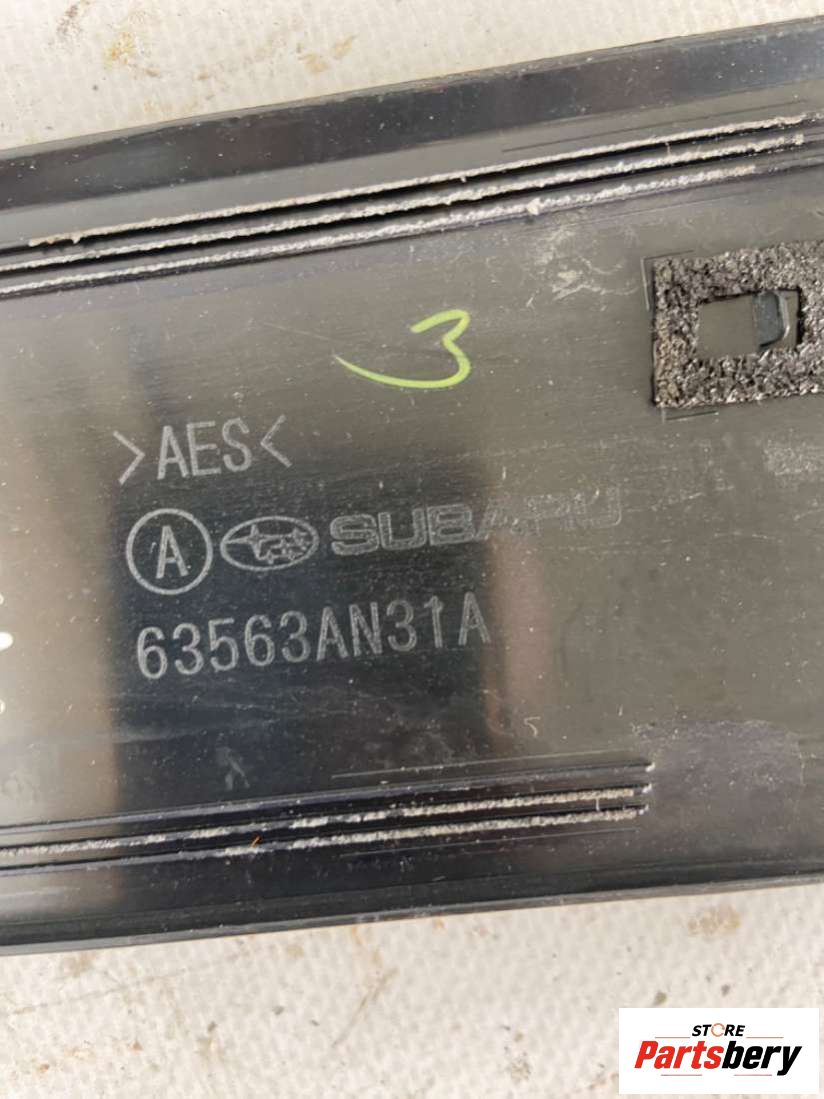 3
>AES<
A SUBARU
63563AN31A
STORE
Partsbery